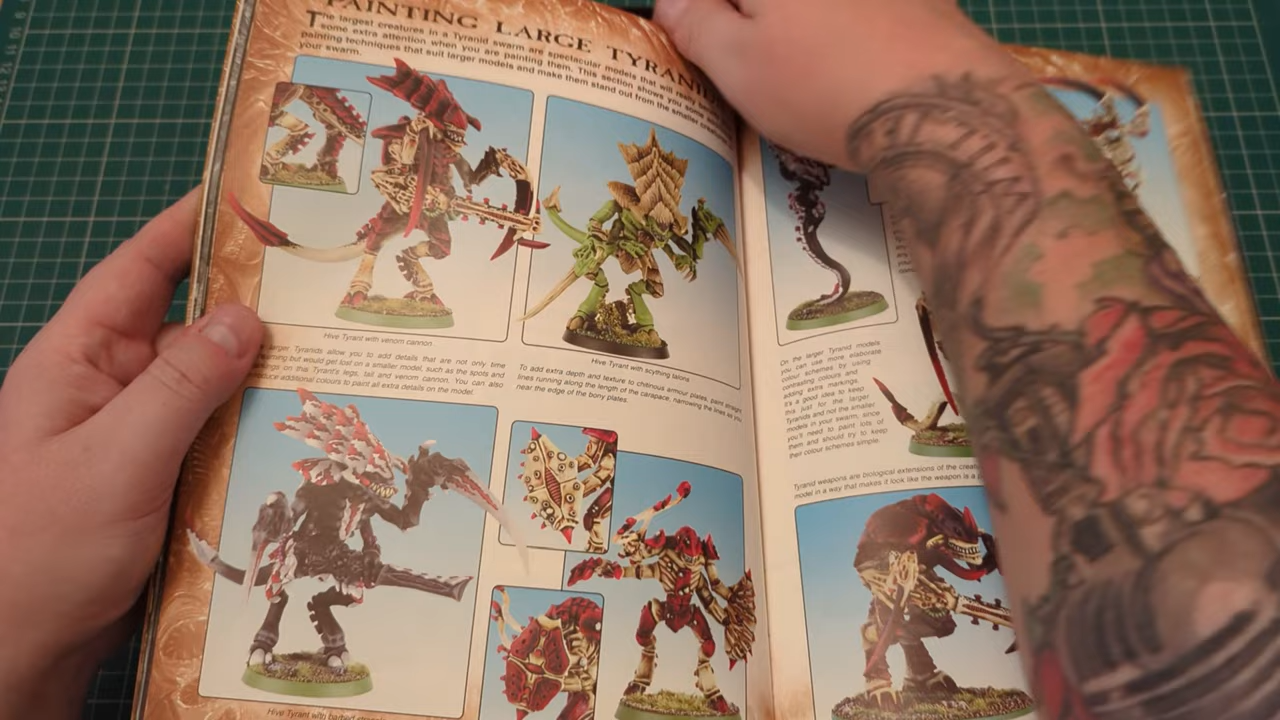 PAINTING LARGE TYRANIDS
The largest creatures in a Tyranid swarm are spectacular models that will really
some extra attention when you are painting them. This section shows you some
painting techniques that suit larger models and make them stand out from the smaller creatures
your swarm.
Hive Tyrant with venom cannon.
Hive Tyrant with scything talons
larger Tyranids allow you to add details that are not only time
but would get lost on a smaller model, such as the spots and
on this Tyrant's legs, tail and venom cannon. You can also
additional colours to paint all extra details on the model.
To add extra depth and texture to chitinous armour plates, paint straight
lines running along the length of the carapace, narrowing the lines as you
near the edge of the bony plates.
Hive Tyrant with barbed
On the larger Tyranid models
you can use more elaborate
colour schemes by using
contrasting colours and
adding extra markings.
It's a good idea to keep
this just for the larger
Tyranids and not the smaller
models in your swarm, since
you'll need to paint lots of
them and should try to keep
their colour schemes simple.
Tyranid weapons are biological extensions of the
model in a way that makes it look like the weapon is a